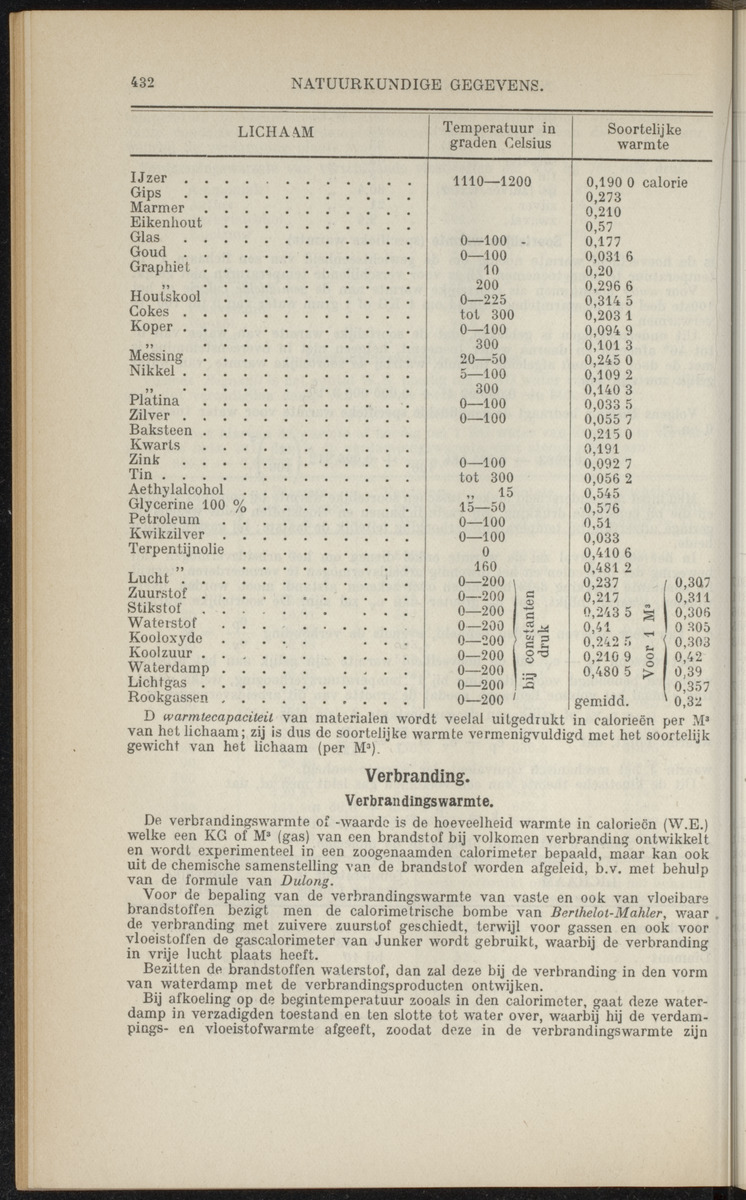 432 NATUURKUNDIGE GEGEVENS.
LICHAAM Temperatuur in graden Celsius Soortelijke warmte
IJzer . . . . . . . . . . . . 1110—1200 0,190 0 calorie
Gips . . . . . . . . . . . . 0,273
Marmer . . . . . . . . . . . 0,210
Eikenhout . . . . . . . . . . 0,57
Glas . . . . . . . . . . . . 0—100 0,177
Goud . . . . . . . . . . . . 0—100 0,031 6
Graphiet . . . . . . . . . . . 10 0,20
„ . . . . . . . . . . . 200 0,296 6
Houtskool . . . . . . . . . . 0—225 0,314 5
Cokes . . . . . . . . . . . . tot 300 0,203 1
Koper . . . . . . . . . . . . 0—100 0,094 9
„ . . . . . . . . . . . 300 0,101 3
Messing . . . . . . . . . . . 20—50 0,245 0
Nikkel . . . . . . . . . . . . 5—100 0,109 2
„ . . . . . . . . . . . . 300 0,140 3
Platina . . . . . . . . . . . 0—100 0,033 5
Zilver . . . . . . . . . . . . 0—100 0,055 7
Baksteen . . . . . . . . . . . 0,215 0
Kwarts . . . . . . . . . . . 0,191
Zink . . . . . . . . . . . . 0—100 0,092 7
Tin . . . . . . . . . . . . . tot 300 0,056 2
Aethylalcohol . . . . . . . . . „ 15 0,545
Glycerine 100 % . . . . . . . . 15—50 0,576
Petroleum . . . . . . . . . . 0—100 0,51
Kwikzilver . . . . . . . . . . 0—100 0,033
Terpentijnolie . . . . . . . . . 0 0,410 6
„ . . . . . . . . . 160 0,481 2
Lucht . . . . . . . . . . . . 0—200 bij constanten druk 0,237 Voor 1 M³ 0,307
Zuurstof . . . . . . . . . . . 0—200 0,217 0,311
Stikstof . . . . . . . . . . . 0—200 0,243 5 0,306
Waterstof . . . . . . . . . . 0—200 0,41 0 305
Kooloxyde . . . . . . . . . 0—200 0,242 5 0,303
Koolzuur . . . . . . . . . . 0—200 0,210 9 0,42
Waterdamp . . . . . . . . . 0—200 0,480 5 0,39
Lichtgas . . . . . . . . . . . 0—200 0,357
Rookgassen . . . . . . . . . . 0—200 gemidd. 0,32
D warmtecapaciteit van materialen wordt veelal uitgedrukt in calorieën per M³
van het lichaam; zij is dus de soortelijke warmte vermenigvuldigd met het soortelijk
gewicht van het lichaam (per M³).
Verbranding.
Verbrandingswarmte.
De verbrandingswarmte of -waarde is de hoeveelheid warmte in calorieën (W.E.)
welke een KG of M³ (gas) van een brandstof bij volkomen verbranding ontwikkelt
en wordt experimenteel in een zoogenaamden calorimeter bepaald, maar kan ook
uit de chemische samenstelling van de brandstof worden afgeleid, b.v. met behulp
van de formule van Dulong.
Voor de bepaling van de verbrandingswarmte van vaste en ook van vloeibare
brandstoffen bezigt men de calorimetrische bombe van Berthelot-Mahler, waar
de verbranding met zuivere zuurstof geschiedt, terwijl voor gassen en ook voor
vloeistoffen de gascalorimeter van Junker wordt gebruikt, waarbij de verbranding
in vrije lucht plaats heeft.
Bezitten de brandstoffen waterstof, dan zal deze bij de verbranding in den vorm
van waterdamp met de verbrandingsproducten ontwijken.
Bij afkoeling op de begintemperatuur zooals in den calorimeter, gaat deze water-
damp in verzadigden toestand en ten slotte tot water over, waarbij hij de verdam-
pings- en vloeistofwarmte afgeeft, zoodat deze in de verbrandingswarmte zijn